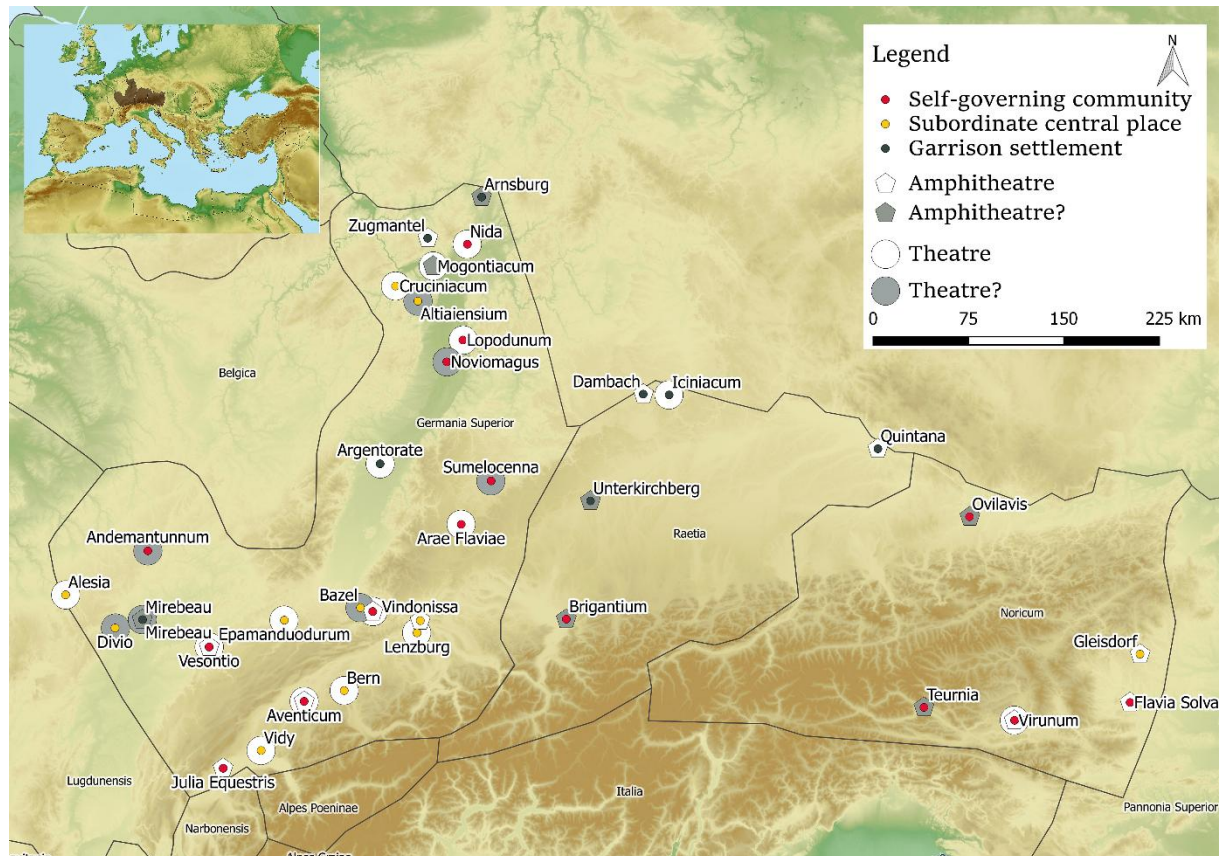 Legend
N
Self-governing community
Subordinate central place
Garrison settlement
Amphitheatre
Amphitheatre?
Theatre
Theatre?
0 75 150 225 km
Arnsburg
Zugmantel
Nida
Mogontiacum
Cruciniacum
Altiaiensium
Lopodunum
Noviomagus
Belgica
Dambach
Iciniacum
Germania Superior
Quintana
Argentorate
Sumelocenna
Unterkirchberg
Ovilavis
Arae Flaviae
Raetia
Andemantunnum
Alesia
Bazel
Mirebeau
Vindonissa
Brigantium
Noricum
Mirebeau
Epamanduodurum
Divio
Lenzburg
Gleisdorf
Vesontio
Bern
Teurnia
Flavia Solva
Aventicum
Virunum
Vidy
Lugdunensis
Julia Equestris
Italia
Alpes Poeninae
Pannonia Superior
Narbonensis